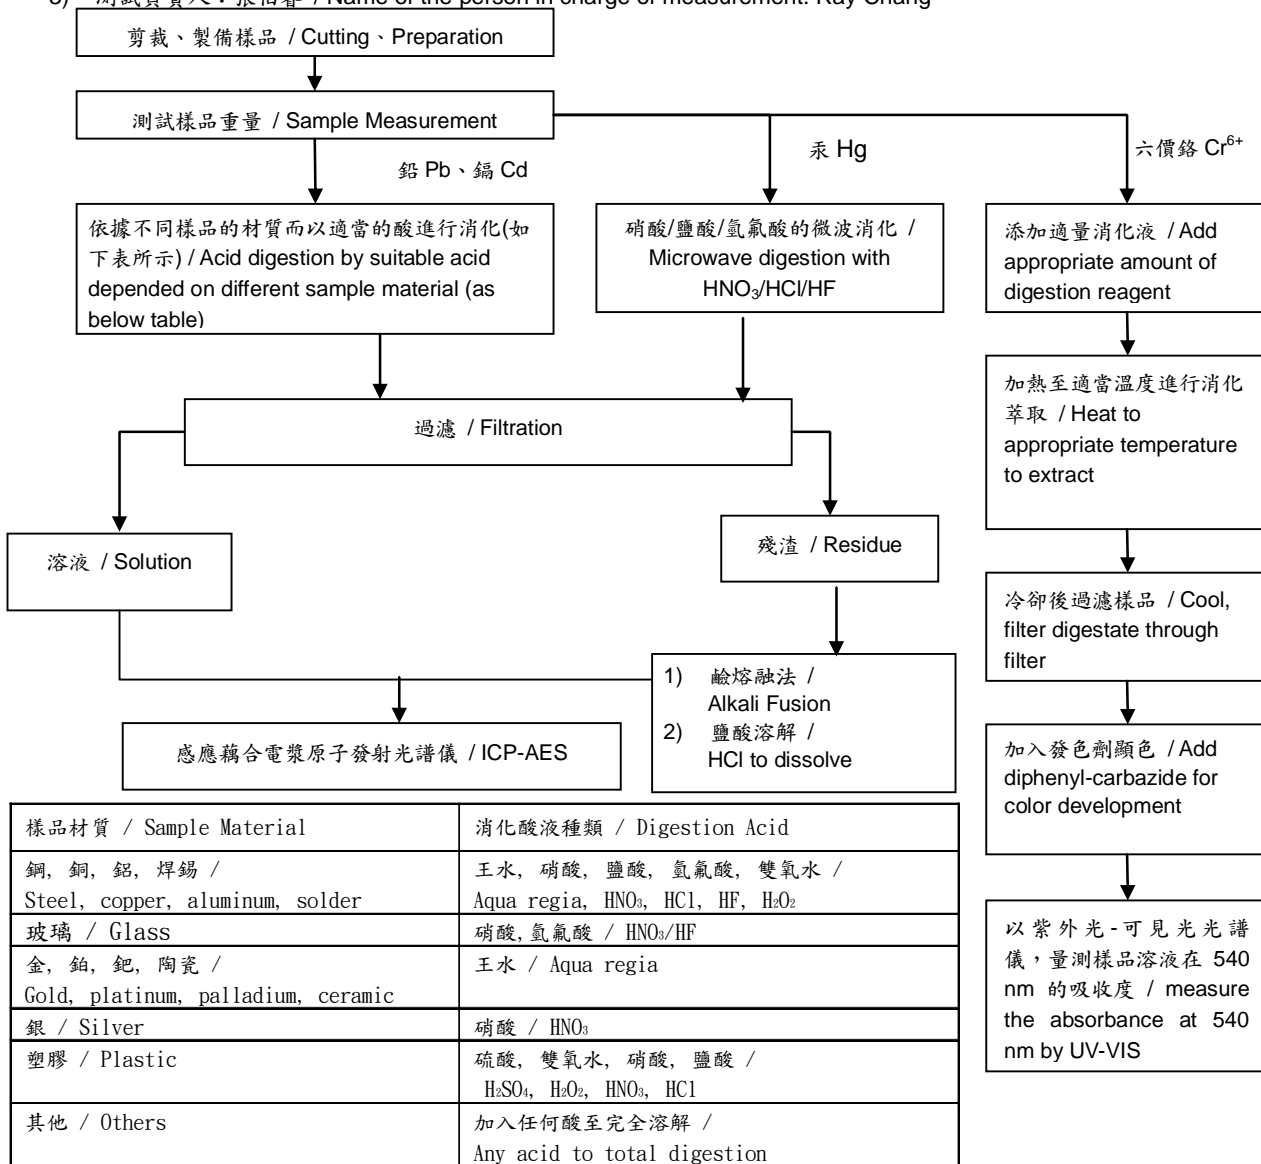 / Name of the person in charge of measurement: Ray Chang
剪裁、製備樣品 / Cutting、Preparation
測試樣品重量 / Sample Measurement
鉛 Pb、鎘 Cd
汞 Hg
六價鉻 Cr⁶⁺
依據不同樣品的材質而以適當的酸進行消化(如
下表所示) / Acid digestion by suitable acid
depended on different sample material (as
below table)
硝酸/鹽酸/氫氟酸的微波消化 /
Microwave digestion with
HNO₃/HCl/HF
添加適量消化液 / Add
appropriate amount of
digestion reagent
過濾 / Filtration
加熱至適當溫度進行消化
萃取 / Heat to
appropriate temperature
to extract
溶液 / Solution
殘渣 / Residue
冷卻後過濾樣品 / Cool,
filter digestate through
filter
1) 鹼熔融法 /
Alkali Fusion
2) 鹽酸溶解 /
HCl to dissolve
感應藕合電漿原子發射光譜儀 / ICP-AES
加入發色劑顯色 / Add
diphenyl-carbazide for
color development
以紫外光-可見光光譜
儀，量測樣品溶液在 540
nm 的吸收度 / measure
the absorbance at 540
nm by UV-VIS
樣品材質 / Sample Material
消化酸液種類 / Digestion Acid
鋼, 銅, 鋁, 焊錫 /
Steel, copper, aluminum, solder
王水, 硝酸, 鹽酸, 氫氟酸, 雙氧水 /
Aqua regia, HNO₃, HCl, HF, H₂O₂
玻璃 / Glass
硝酸,氫氟酸 / HNO₃/HF
金, 鉑, 鈀, 陶瓷 /
Gold, platinum, palladium, ceramic
王水 / Aqua regia
銀 / Silver
硝酸 / HNO₃
塑膠 / Plastic
硫酸, 雙氧水, 硝酸, 鹽酸 /
H₂SO₄, H₂O₂, HNO₃, HCl
其他 / Others
加入任何酸至完全溶解 /
Any acid to total digestion